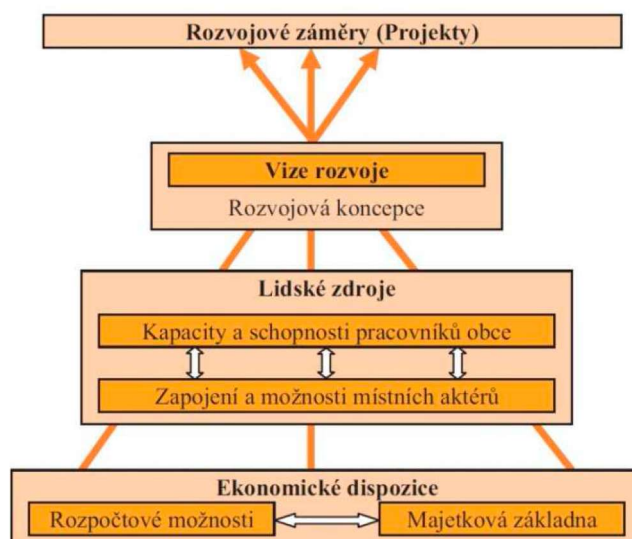 Rozvojové záměry (Projekty)
Vize rozvoje
Rozvojová koncepce
Lidské zdroje
Kapacity a schopnosti pracovníků obce
Zapojení a možnosti místních aktérů
Ekonomické dispozice
Rozpočtové možnosti
Majetková základna